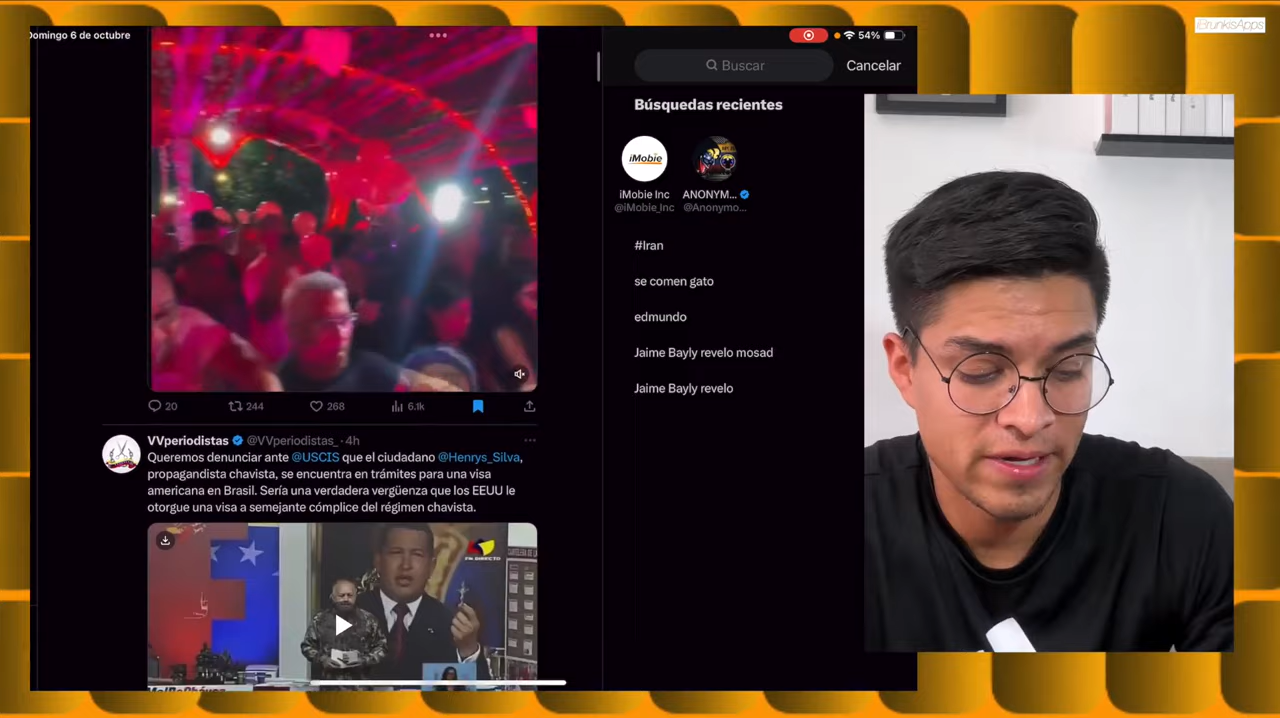 Domingo 6 de octubre
54%
iBrunkisApps
Buscar
Cancelar
Búsquedas recientes
iMobie
iMobie Inc
@iMobie_Inc
ANONYM...
@Anonymo...
#Iran
se comen gato
edmundo
Jaime Bayly revelo mosad
Jaime Bayly revelo
20
244
268
6.1k
VVperiodistas @VVperiodistas_ · 4h
Queremos denunciar ante @USCIS que el ciudadano @Henrys_Silva,
propagandista chavista, se encuentra en trámites para una visa
americana en Brasil. Sería una verdadera vergüenza que los EEUU le
otorgue una visa a semejante cómplice del régimen chavista.
DIRECTO